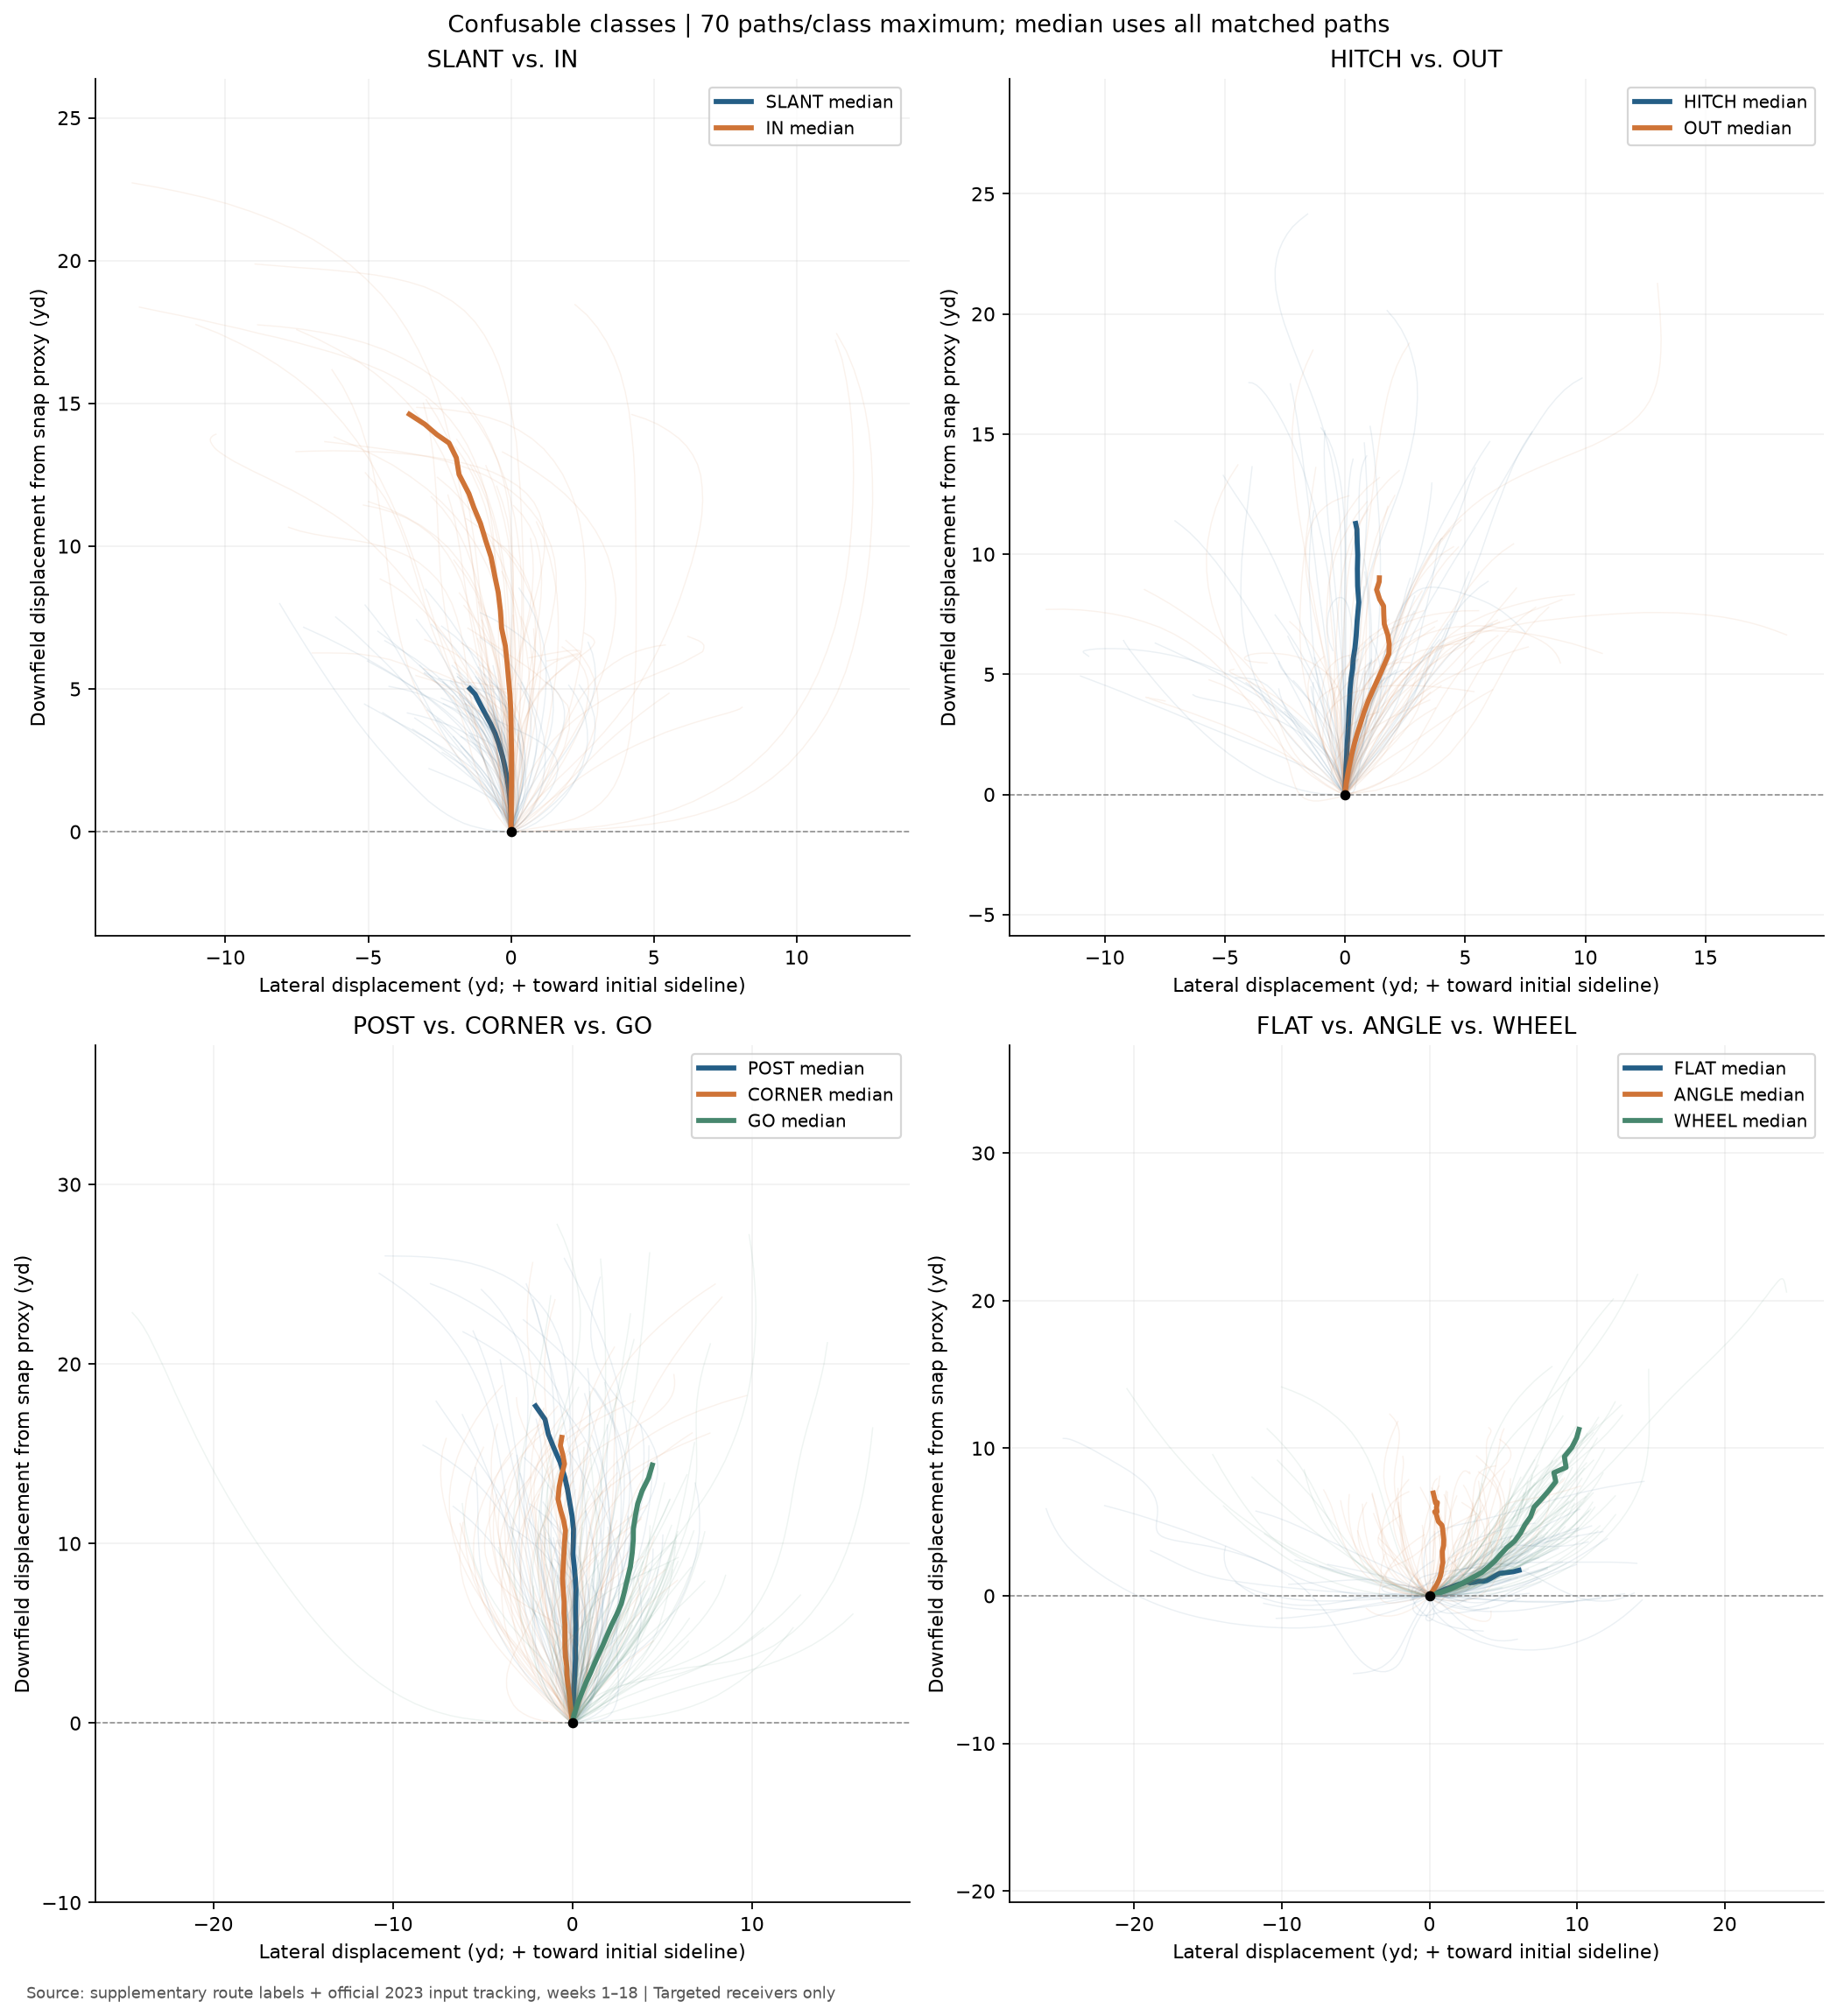 Confusable classes | 70 paths/class maximum; median uses all matched paths
SLANT vs. IN
SLANT median
IN median
25
20
15
10
5
0
−10
−5
0
5
10
Downfield displacement from snap proxy (yd)
Lateral displacement (yd; + toward initial sideline)
HITCH vs. OUT
HITCH median
OUT median
25
20
15
10
5
0
−5
−10
−5
0
5
10
15
Downfield displacement from snap proxy (yd)
Lateral displacement (yd; + toward initial sideline)
POST vs. CORNER vs. GO
POST median
CORNER median
GO median
30
20
10
0
−10
−20
−10
0
10
Downfield displacement from snap proxy (yd)
Lateral displacement (yd; + toward initial sideline)
FLAT vs. ANGLE vs. WHEEL
FLAT median
ANGLE median
WHEEL median
30
20
10
0
−10
−20
−20
−10
0
10
20
Downfield displacement from snap proxy (yd)
Lateral displacement (yd; + toward initial sideline)
Source: supplementary route labels + official 2023 input tracking, weeks 1–18 | Targeted receivers only